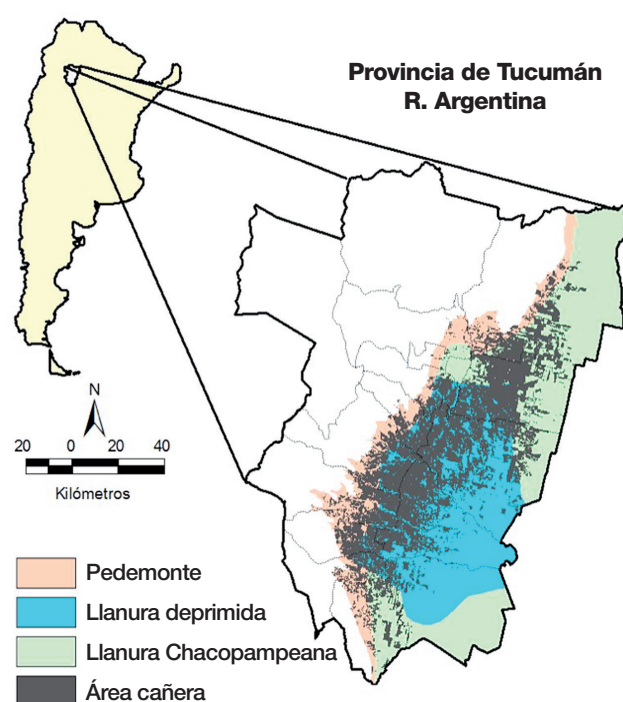 Provincia de Tucumán
R. Argentina
N
20 0 20 40
Kilómetros
Pedemonte
Llanura deprimida
Llanura Chacopampeana
Área cañera